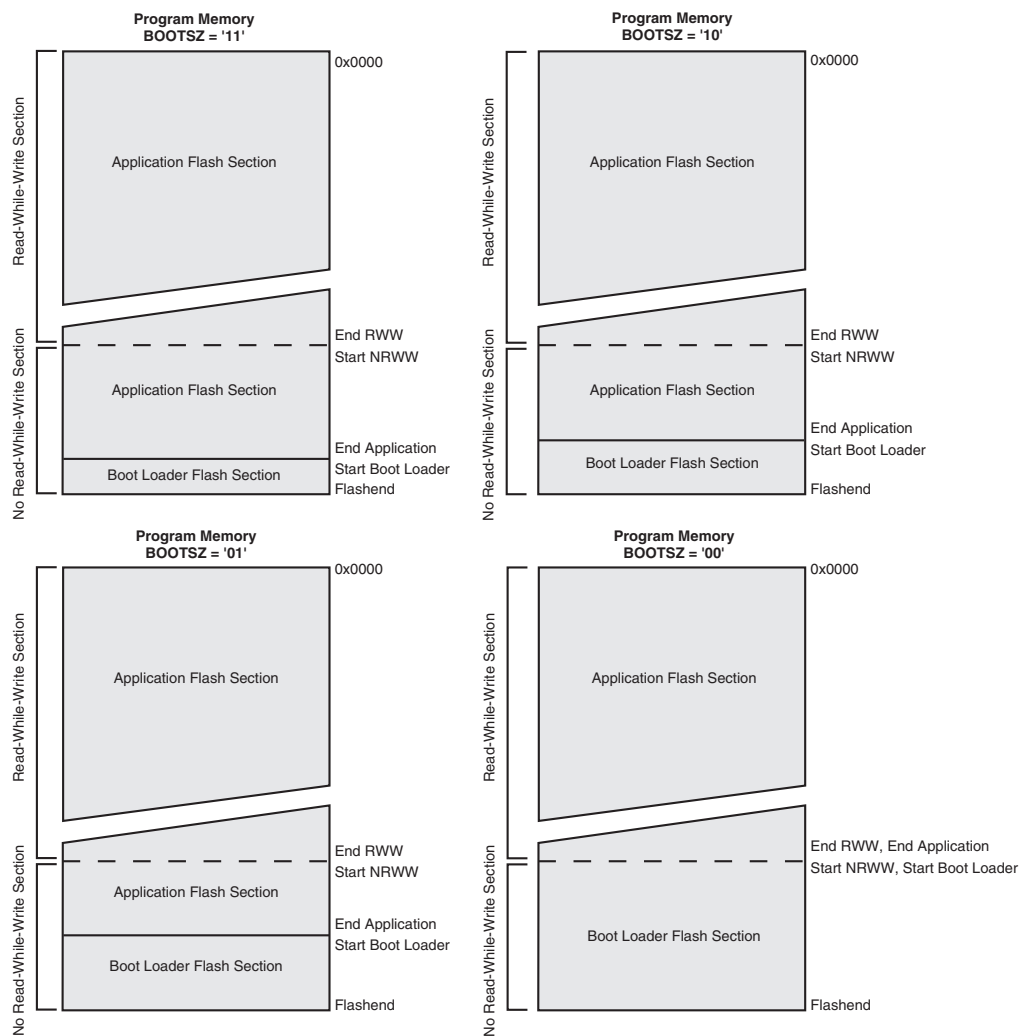 Program Memory
BOOTSZ = '11'
0x0000
Read-While-Write Section
Application Flash Section
End RWW
Start NRWW
No Read-While-Write Section
Application Flash Section
End Application
Start Boot Loader
Boot Loader Flash Section
Flashend
Program Memory
BOOTSZ = '10'
0x0000
Read-While-Write Section
Application Flash Section
End RWW
Start NRWW
No Read-While-Write Section
Application Flash Section
End Application
Start Boot Loader
Boot Loader Flash Section
Flashend
Program Memory
BOOTSZ = '01'
0x0000
Read-While-Write Section
Application Flash Section
End RWW
Start NRWW
No Read-While-Write Section
Application Flash Section
End Application
Start Boot Loader
Boot Loader Flash Section
Flashend
Program Memory
BOOTSZ = '00'
0x0000
Read-While-Write Section
Application Flash Section
End RWW, End Application
Start NRWW, Start Boot Loader
No Read-While-Write Section
Boot Loader Flash Section
Flashend